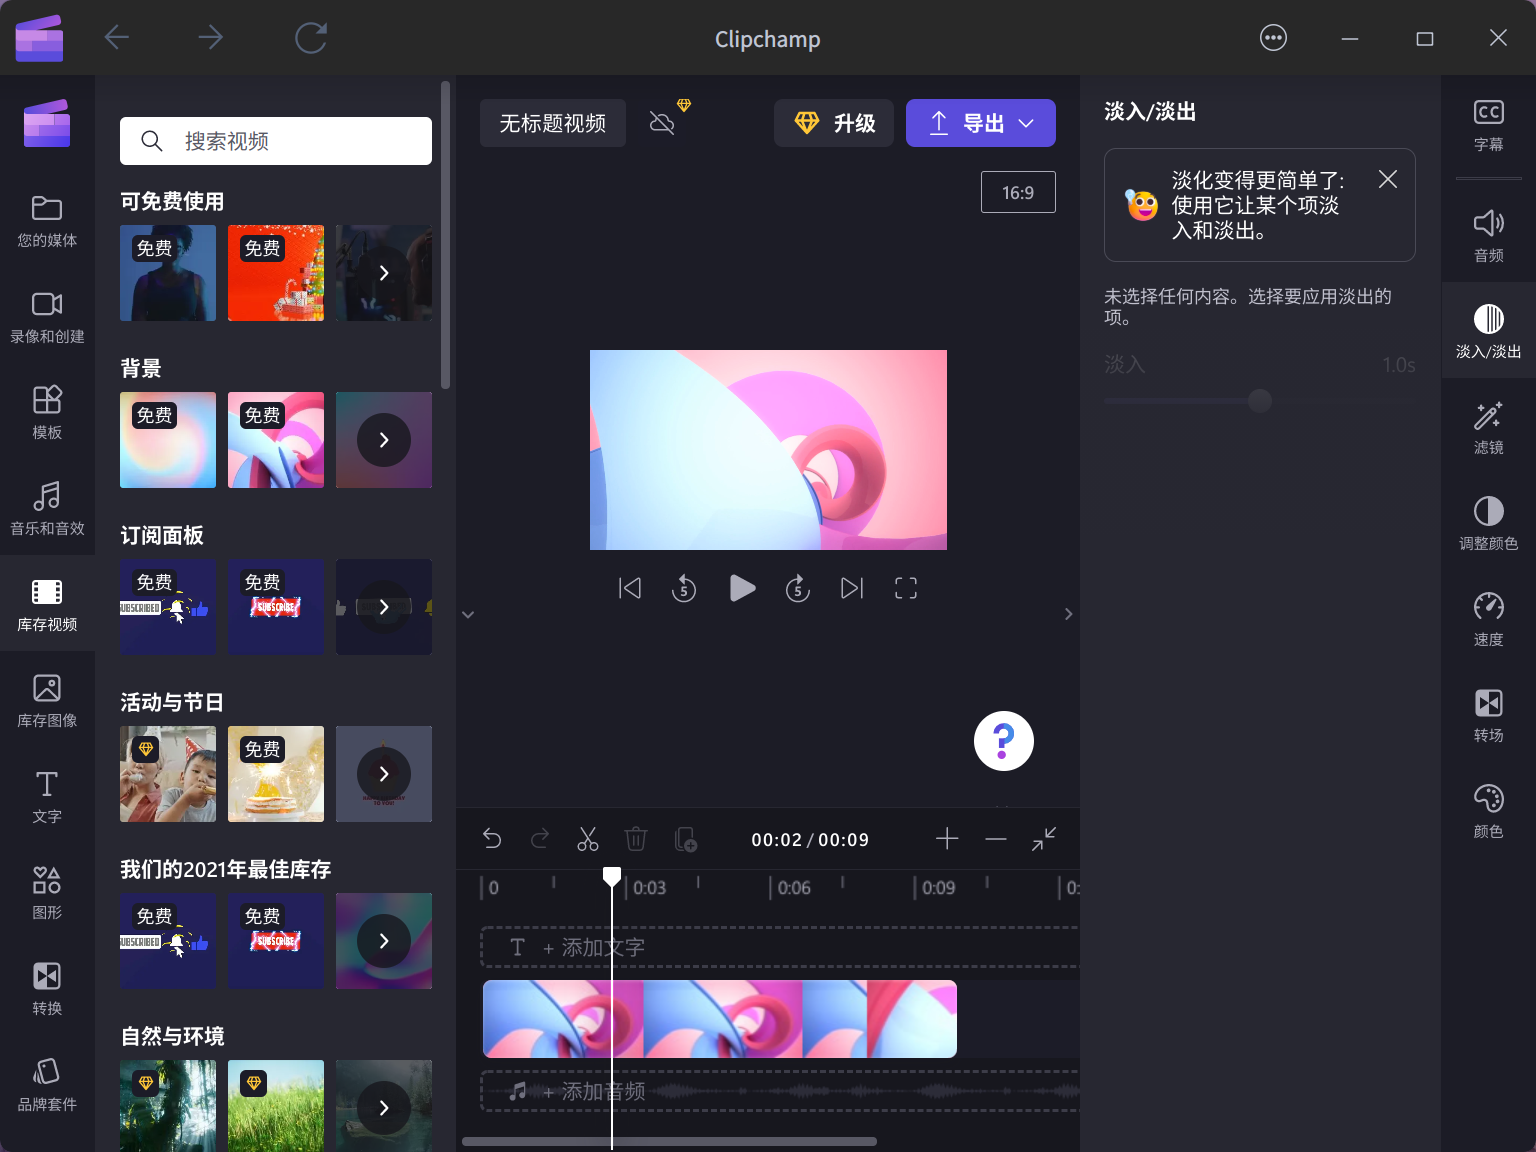 Clipchamp
搜索视频
无标题视频
升级
导出
淡入/淡出
16:9
淡化变得更简单了:
使用它让某个项淡
入和淡出。
未选择任何内容。选择要应用淡出的
项。
淡入
1.0s
您的媒体
录像和创建
模板
音乐和音效
库存视频
库存图像
文字
图形
转换
品牌套件
可免费使用
免费
免费
背景
免费
免费
订阅面板
免费
免费
SUBSCRIBE
活动与节日
免费
我们的2021年最佳库存
免费
免费
SUBSCRIBE
自然与环境
5
5
?
00:02 / 00:09
0
0:03
0:06
0:09
0:
T + 添加文字
+ 添加音频
CC
字幕
音频
淡入/淡出
滤镜
调整颜色
速度
转场
颜色